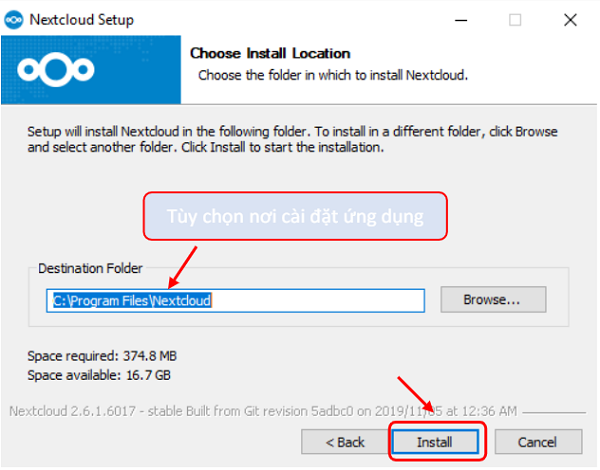 Nextcloud Setup
Choose Install Location
Choose the folder in which to install Nextcloud.
Setup will install Nextcloud in the following folder. To install in a different folder, click Browse
and select another folder. Click Install to start the installation.
Tùy chọn nơi cài đặt ứng dụng
Destination Folder
C:\Program Files\Nextcloud
Browse...
Space required: 374.8 MB
Space available: 16.7 GB
Nextcloud 2.6.1.6017 - stable Built from Git revision 5adbc0 on 2019/11/05 at 12:36 AM
< Back
Install
Cancel